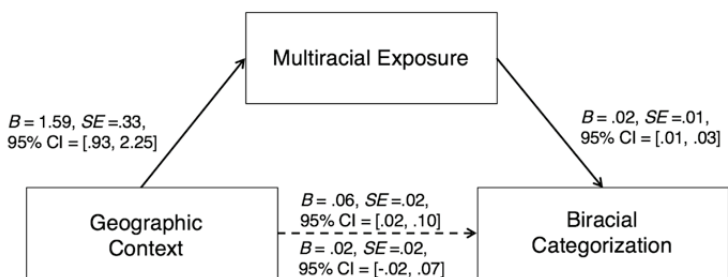 Multiracial Exposure
B = 1.59, SE =.33,
95% CI = [.93, 2.25]
B = .02, SE =.01,
95% CI = [.01, .03]
Geographic
Context
B = .06, SE =.02,
95% CI = [.02, .10]
B = .02, SE =.02,
95% CI = [-.02, .07]
Biracial
Categorization